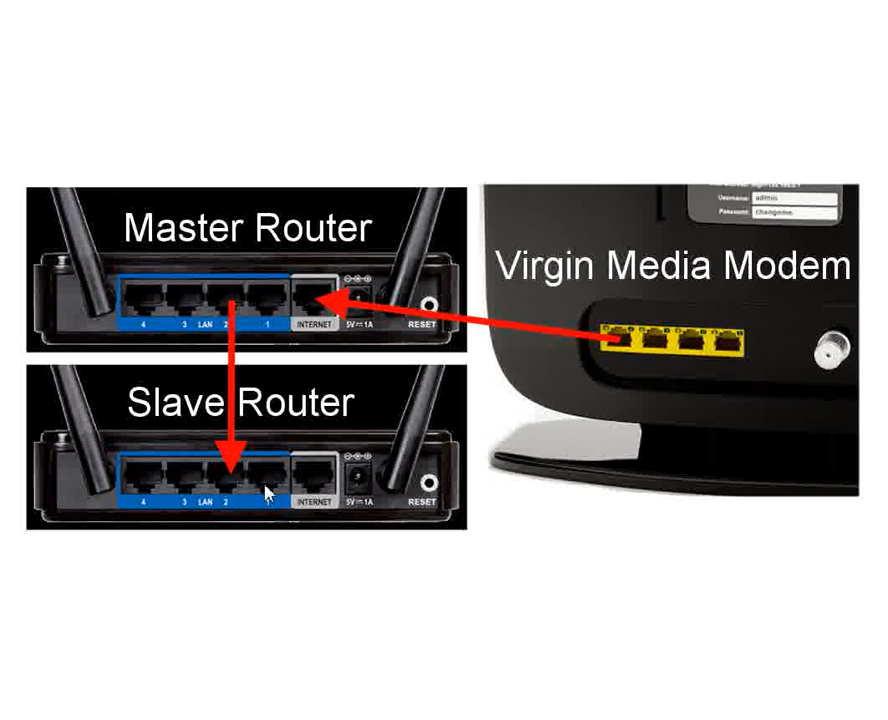 Master Router
4 3 LAN 2 1 INTERNET 5V 1A RESET
Slave Router
4 3 LAN 2 INTERNET 5V 1A RESET
Username: admin
Password: changeme
Virgin Media Modem